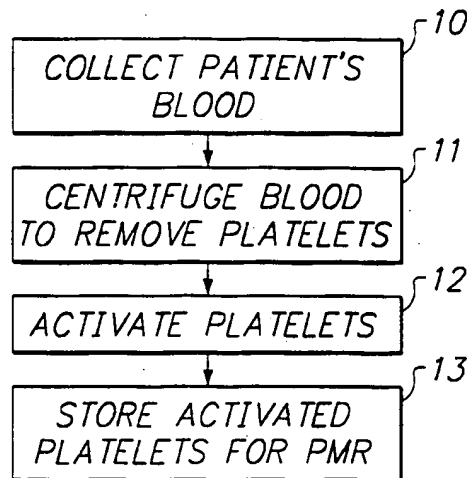 10
COLLECT PATIENT'S
BLOOD
11
CENTRIFUGE BLOOD
TO REMOVE PLATELETS
12
ACTIVATE PLATELETS
13
STORE ACTIVATED
PLATELETS FOR PMR